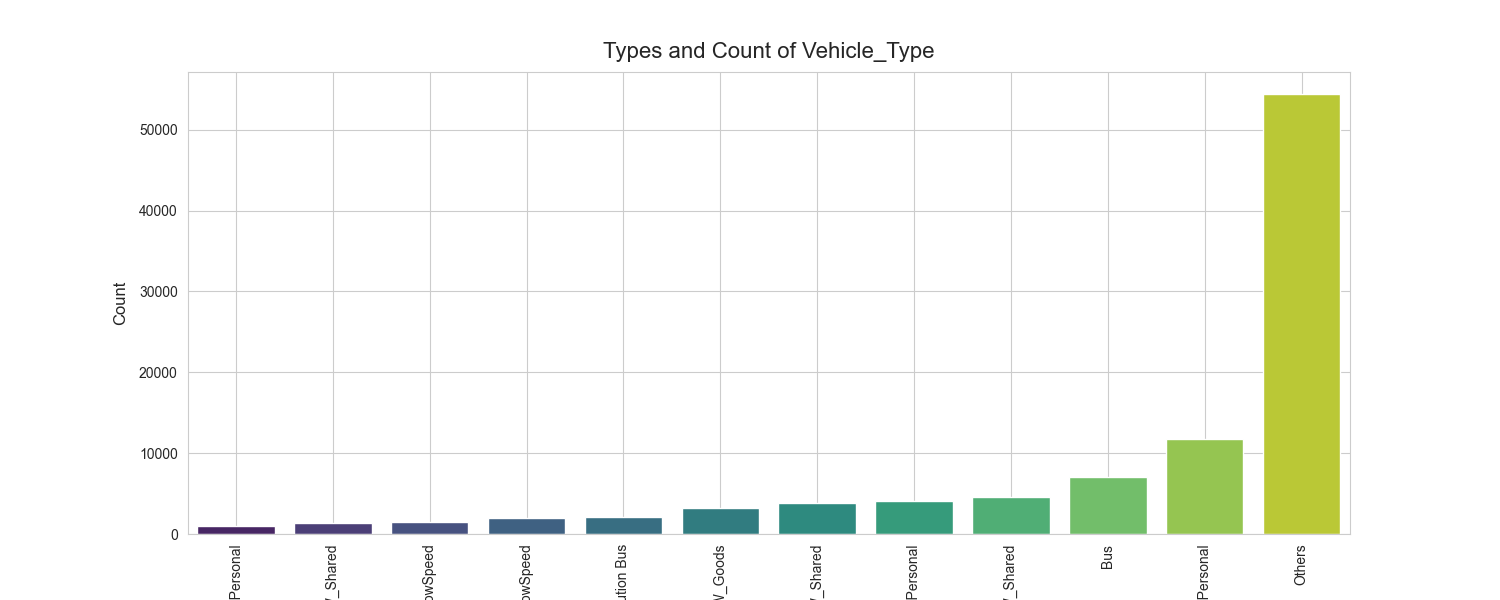 Types and Count of Vehicle_Type
Count
50000
40000
30000
20000
10000
0
Personal
_Shared
owSpeed
owSpeed
ution Bus
_Goods
_Shared
Personal
_Shared
Bus
Personal
Others